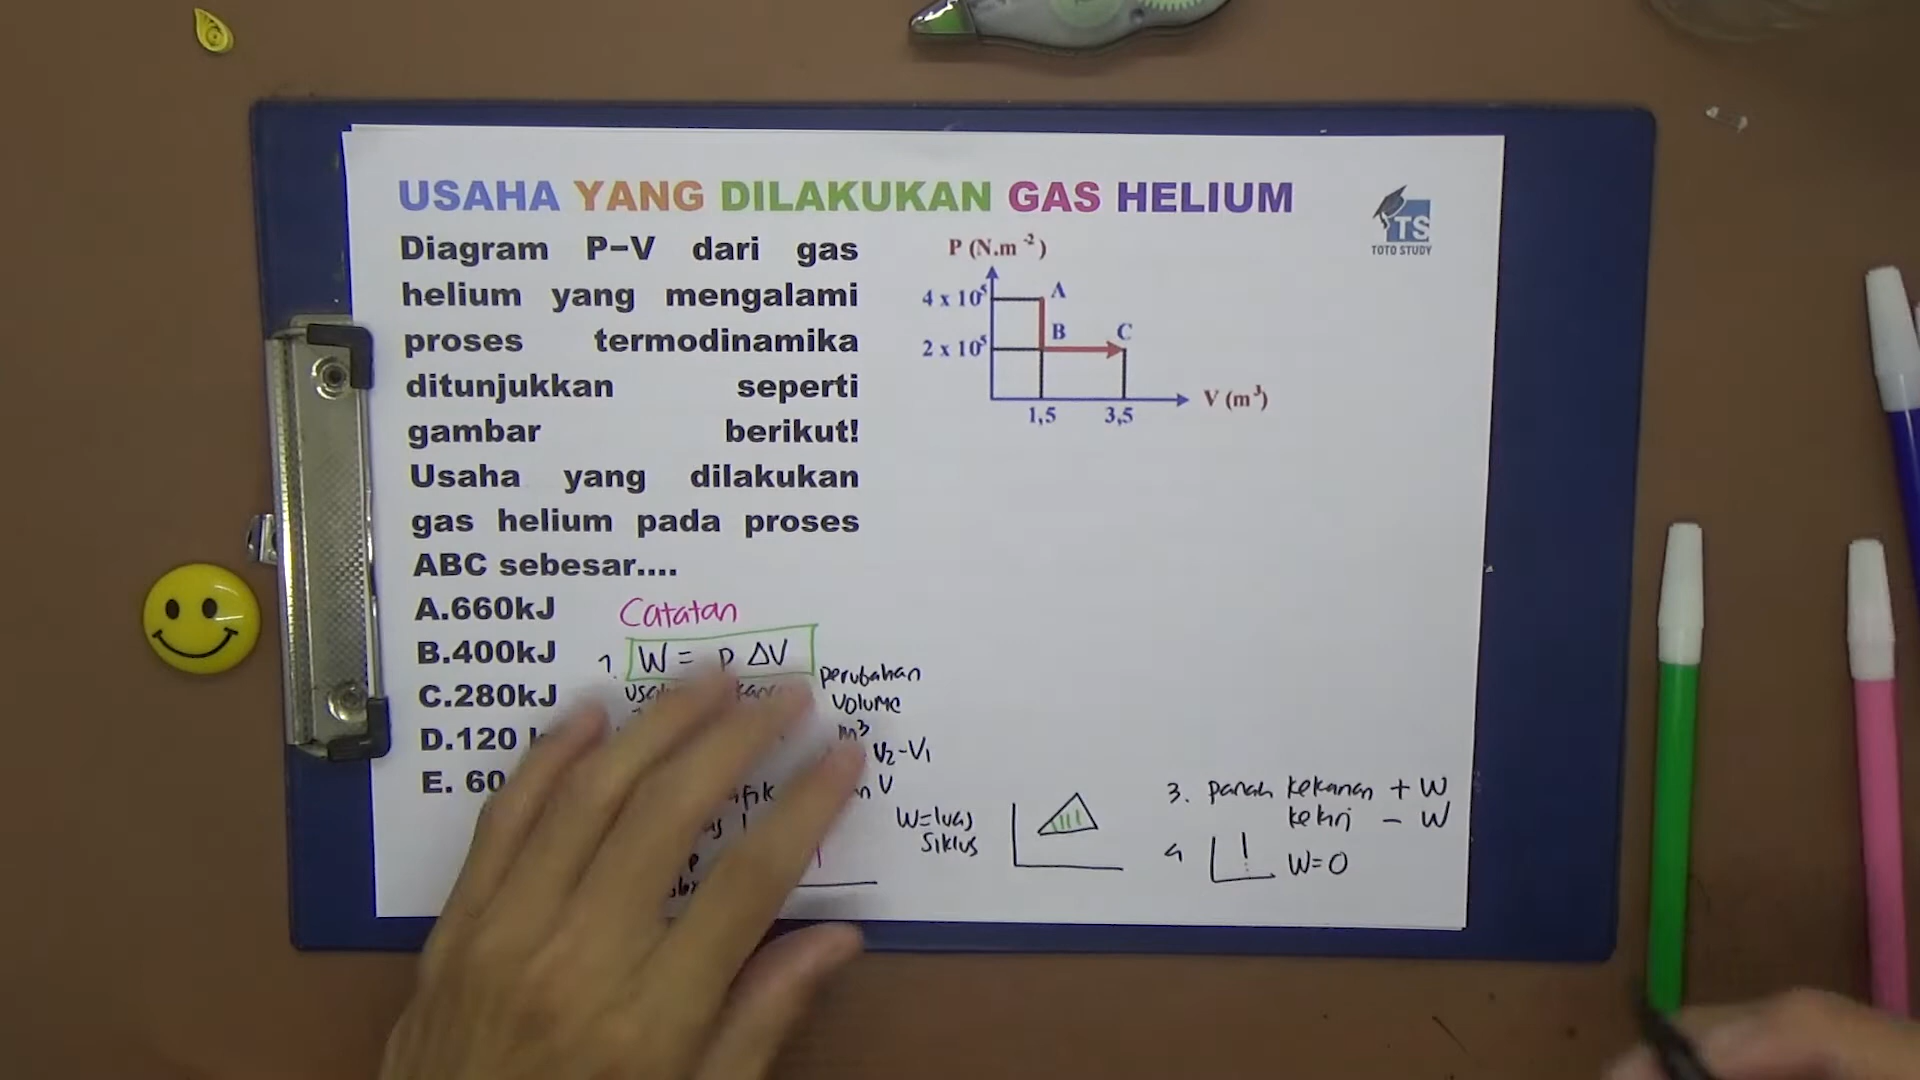 USAHA YANG DILAKUKAN GAS HELIUM
Diagram P-V dari gas
helium yang mengalami
proses termodinamika
ditunjukkan seperti
gambar berikut!
Usaha yang dilakukan
gas helium pada proses
ABC sebesar....
A.660kJ
B.400kJ
C.280kJ
D.120
E. 60
P (N.m⁻²)
4 x 10⁵
A
B
C
2 x 10⁵
V (m³)
1,5
3,5
TS
TOTO STUDY
Catatan
1. W = P ΔV
perubahan
volume
m³
V₂-V₁
V
W=luas
siklus
3. panah kekanan + W
kekiri - W
4 W=0